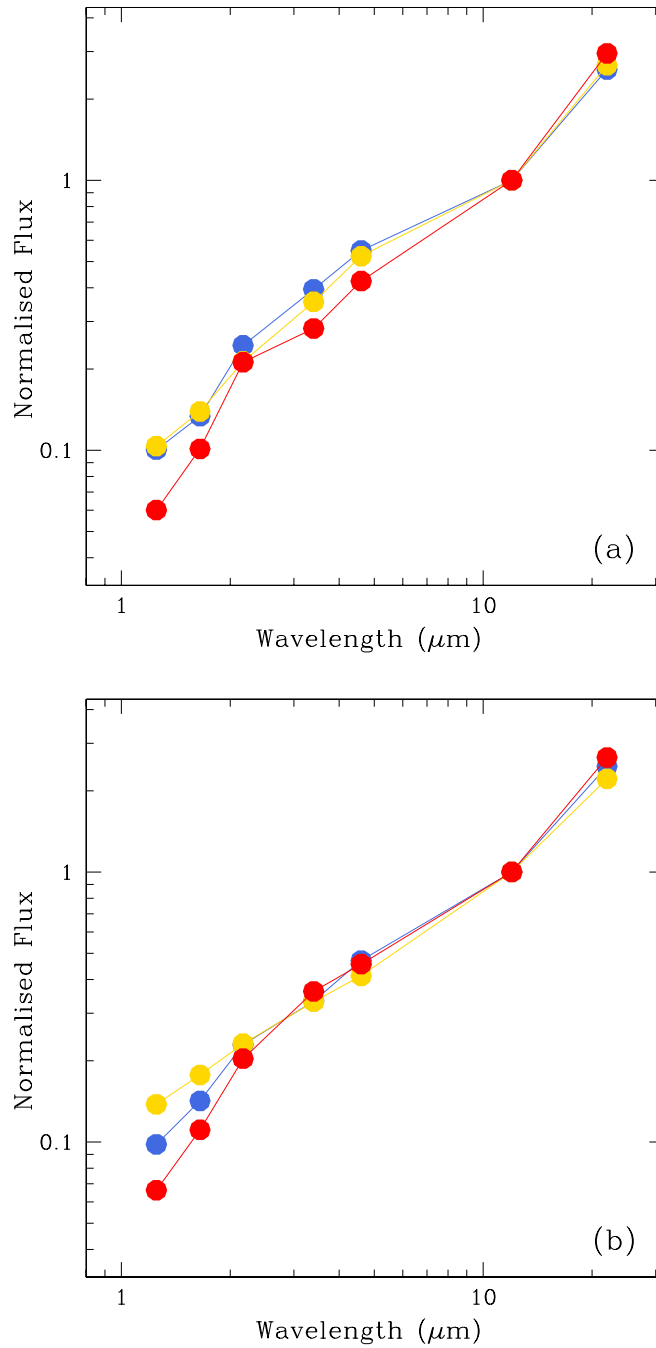 1
0.1
Normalised Flux
(a)
1
10
Wavelength (μm)
1
0.1
Normalised Flux
(b)
1
10
Wavelength (μm)